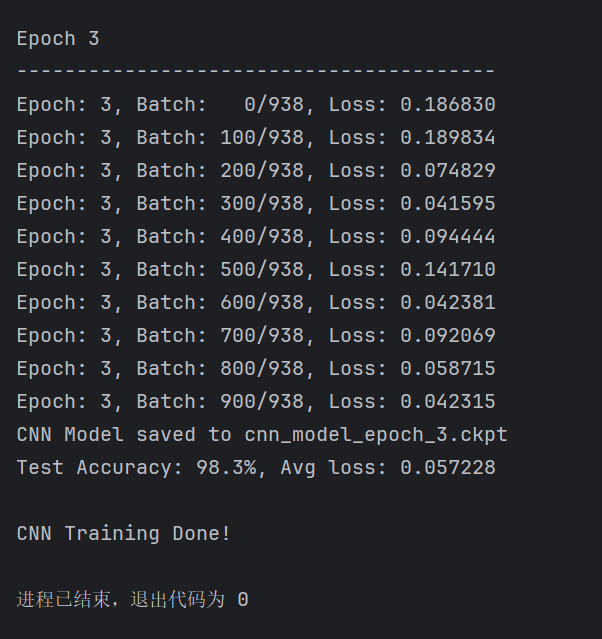 Epoch 3
----------------------------------------
Epoch: 3, Batch:   0/938, Loss: 0.186830
Epoch: 3, Batch: 100/938, Loss: 0.189834
Epoch: 3, Batch: 200/938, Loss: 0.074829
Epoch: 3, Batch: 300/938, Loss: 0.041595
Epoch: 3, Batch: 400/938, Loss: 0.094444
Epoch: 3, Batch: 500/938, Loss: 0.141710
Epoch: 3, Batch: 600/938, Loss: 0.042381
Epoch: 3, Batch: 700/938, Loss: 0.092069
Epoch: 3, Batch: 800/938, Loss: 0.058715
Epoch: 3, Batch: 900/938, Loss: 0.042315
CNN Model saved to cnn_model_epoch_3.ckpt
Test Accuracy: 98.3%, Avg loss: 0.057228
CNN Training Done!
进程已结束，退出代码为 0